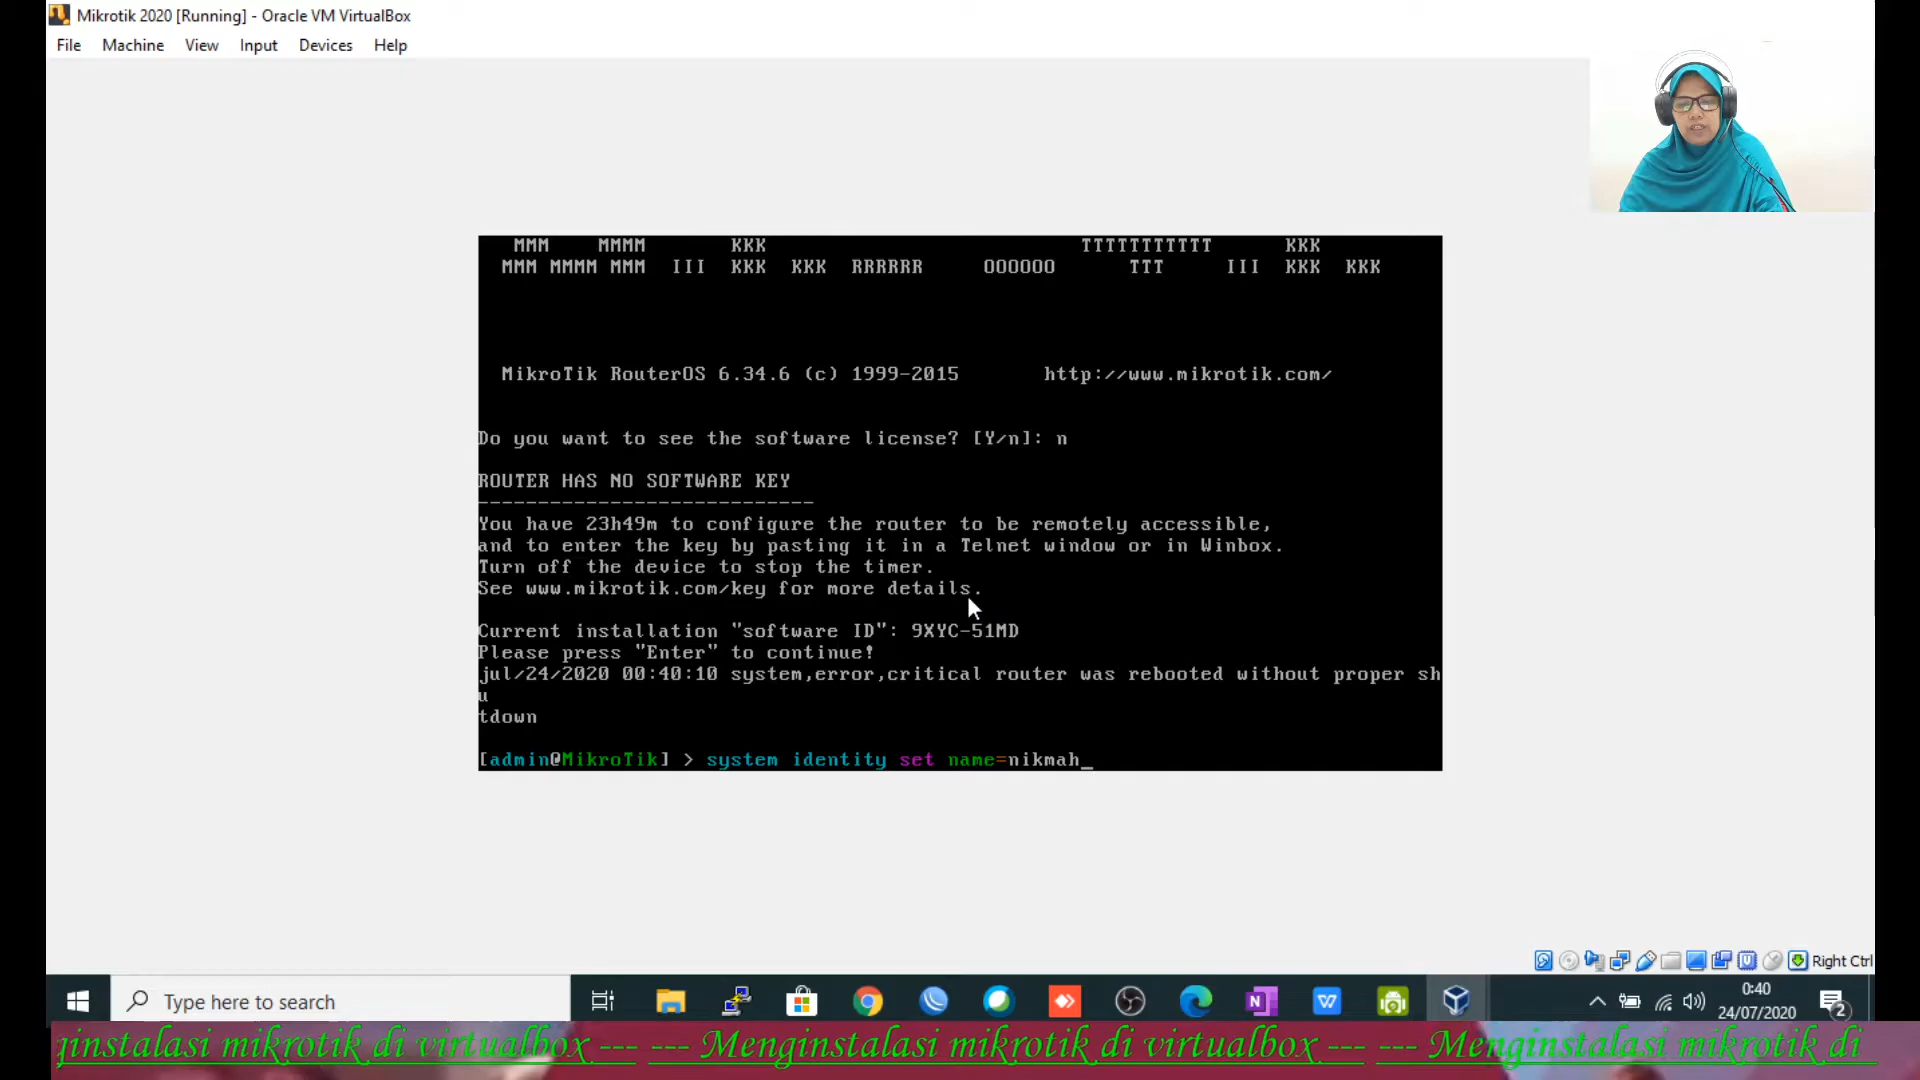 Mikrotik 2020 [Running] - Oracle VM VirtualBox
File Machine View Input Devices Help
MMM MMMM KKK TTTTTTTTTTT KKK
MMM MMMM MMM III KKK KKK RRRRRR OOOOOO TTT III KKK KKK
MikroTik RouterOS 6.34.6 (c) 1999-2015 http://www.mikrotik.com/
Do you want to see the software license? [Y/n]: n
ROUTER HAS NO SOFTWARE KEY
----------------------------
You have 23h49m to configure the router to be remotely accessible,
and to enter the key by pasting it in a Telnet window or in Winbox.
Turn off the device to stop the timer.
See www.mikrotik.com/key for more details.
Current installation "software ID": 9XYC-51MD
Please press "Enter" to continue!
jul/24/2020 00:40:10 system,error,critical router was rebooted without proper sh
u
tdown
[admin@MikroTik] > system identity set name=nikmah_
Right Ctrl
Type here to search
0:40
24/07/2020
2
ginstalasi mikrotik di virtualbox --- --- Menginstalasi mikrotik di virtualbox --- --- Menginstalasi mikrotik di